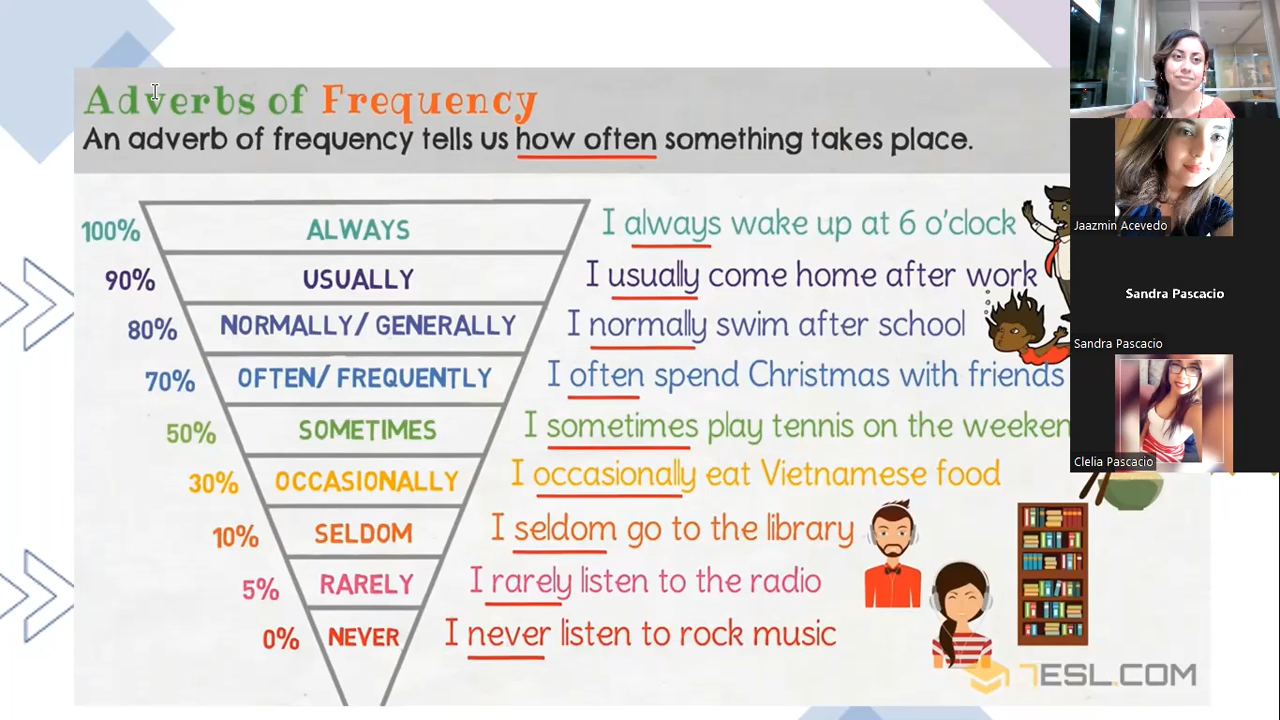 Adverbs of Frequency
An adverb of frequency tells us how often something takes place.
100% ALWAYS I always wake up at 6 o'clock
90% USUALLY I usually come home after work
80% NORMALLY/ GENERALLY I normally swim after school
70% OFTEN/ FREQUENTLY I often spend Christmas with friends
50% SOMETIMES I sometimes play tennis on the weeken
30% OCCASIONALLY I occasionally eat Vietnamese food
10% SELDOM I seldom go to the library
5% RARELY I rarely listen to the radio
0% NEVER I never listen to rock music
7ESL.COM
Jaazmin Acevedo
Sandra Pascacio
Sandra Pascacio
Clelia Pascacio